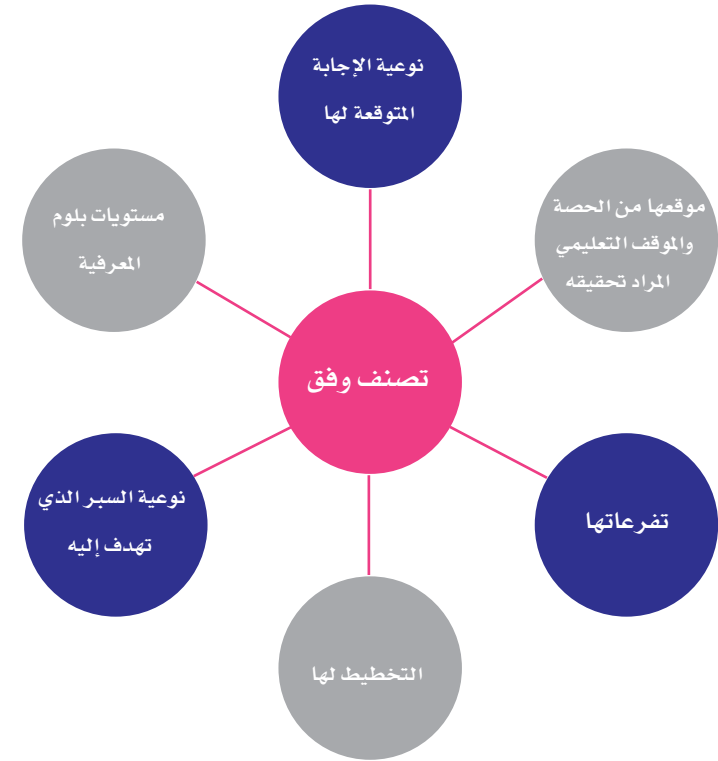 نوعية الإجابة
المتوقعة لها
موقعها من الحصة
والموقف التعليمي
المراد تحقيقه
مستويات بلوم
المعرفية
تصنف وفق
نوعية السبر الذي
تهدف إليه
تفرعاتها
التخطيط لها